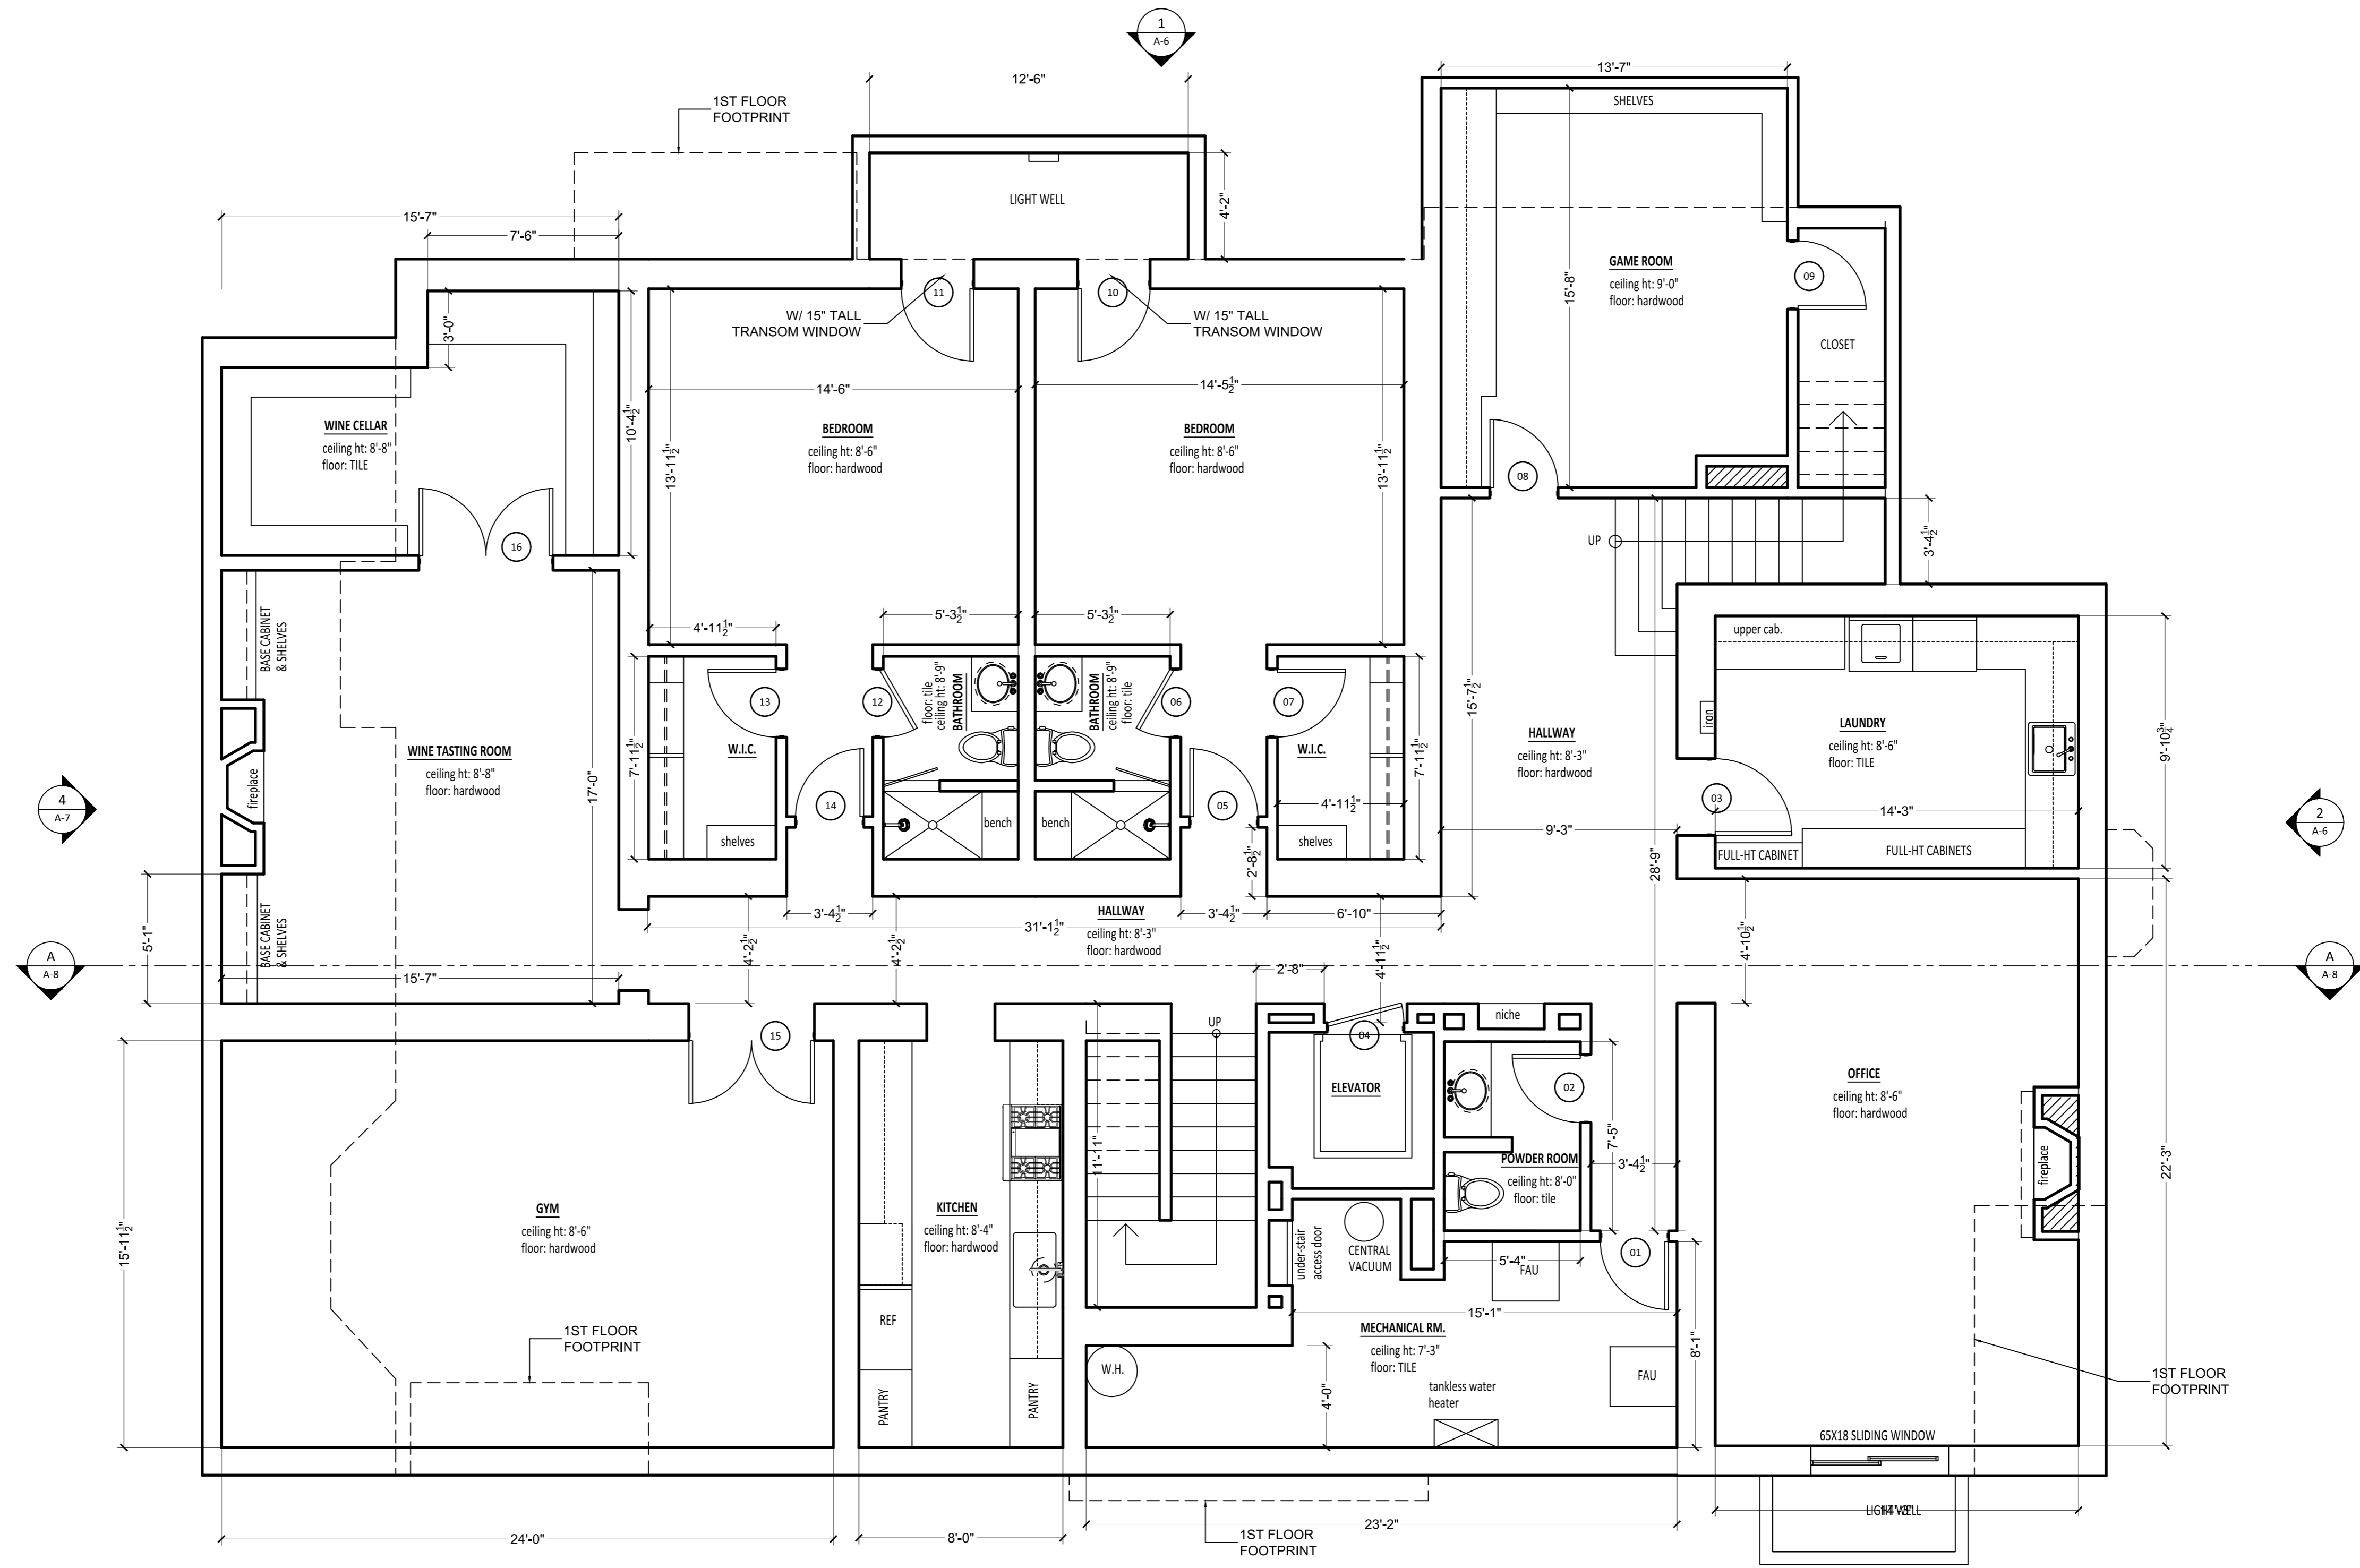 1
A-6
12'-6"
13'-7"
1ST FLOOR
FOOTPRINT
SHELVES
LIGHT WELL
4'-2"
15'-7"
7'-6"
GAME ROOM
ceiling ht: 9'-0"
floor: hardwood
15'-8"
09
11
10
W/ 15" TALL
TRANSOM WINDOW
W/ 15" TALL
TRANSOM WINDOW
3'-0"
CLOSET
14'-6"
14'-5½"
10'-4½"
WINE CELLAR
ceiling ht: 8'-8"
floor: TILE
BEDROOM
ceiling ht: 8'-6"
floor: hardwood
BEDROOM
ceiling ht: 8'-6"
floor: hardwood
13'-11½"
13'-11½"
08
16
UP
3'-4½"
BASE CABINET
& SHELVES
4'-11½"
5'-3½"
5'-3½"
upper cab.
13
12
BATHROOM
ceiling ht: 8'-9"
floor: tile
BATHROOM
ceiling ht: 8'-9"
floor: tile
06
07
15'-7½"
iron
LAUNDRY
ceiling ht: 8'-6"
floor: TILE
9'-10¾"
HALLWAY
ceiling ht: 8'-3"
floor: hardwood
WINE TASTING ROOM
ceiling ht: 8'-8"
floor: hardwood
W.I.C.
W.I.C.
7'-11½"
7'-11½"
fireplace
17'-0"
4
A-7
14
05
03
2
A-6
4'-11½"
14'-3"
shelves
bench
bench
shelves
9'-3"
FULL-HT CABINET
FULL-HT CABINETS
2'-8½"
28'-9"
5'-1"
BASE CABINET
& SHELVES
3'-4½"
HALLWAY
ceiling ht: 8'-3"
floor: hardwood
3'-4½"
6'-10"
31'-1½"
4'-2½"
4'-2½"
4'-11½"
4'-10½"
A
A-8
A
A-8
15'-7"
2'-8"
niche
UP
15
04
ELEVATOR
02
OFFICE
ceiling ht: 8'-6"
floor: hardwood
7'-5"
11'-11"
POWDER ROOM
ceiling ht: 8'-0"
floor: tile
3'-4½"
fireplace
22'-3"
GYM
ceiling ht: 8'-6"
floor: hardwood
KITCHEN
ceiling ht: 8'-4"
floor: hardwood
15'-11½"
under-stair
access door
CENTRAL
VACUUM
01
5'-4"
FAU
15'-1"
REF
MECHANICAL RM.
ceiling ht: 7'-3"
floor: TILE
8'-1"
1ST FLOOR
FOOTPRINT
W.H.
FAU
1ST FLOOR
FOOTPRINT
4'-0"
tankless water
heater
PANTRY
PANTRY
65X18 SLIDING WINDOW
LIGHT WELL
23'-2"
24'-0"
8'-0"
1ST FLOOR
FOOTPRINT